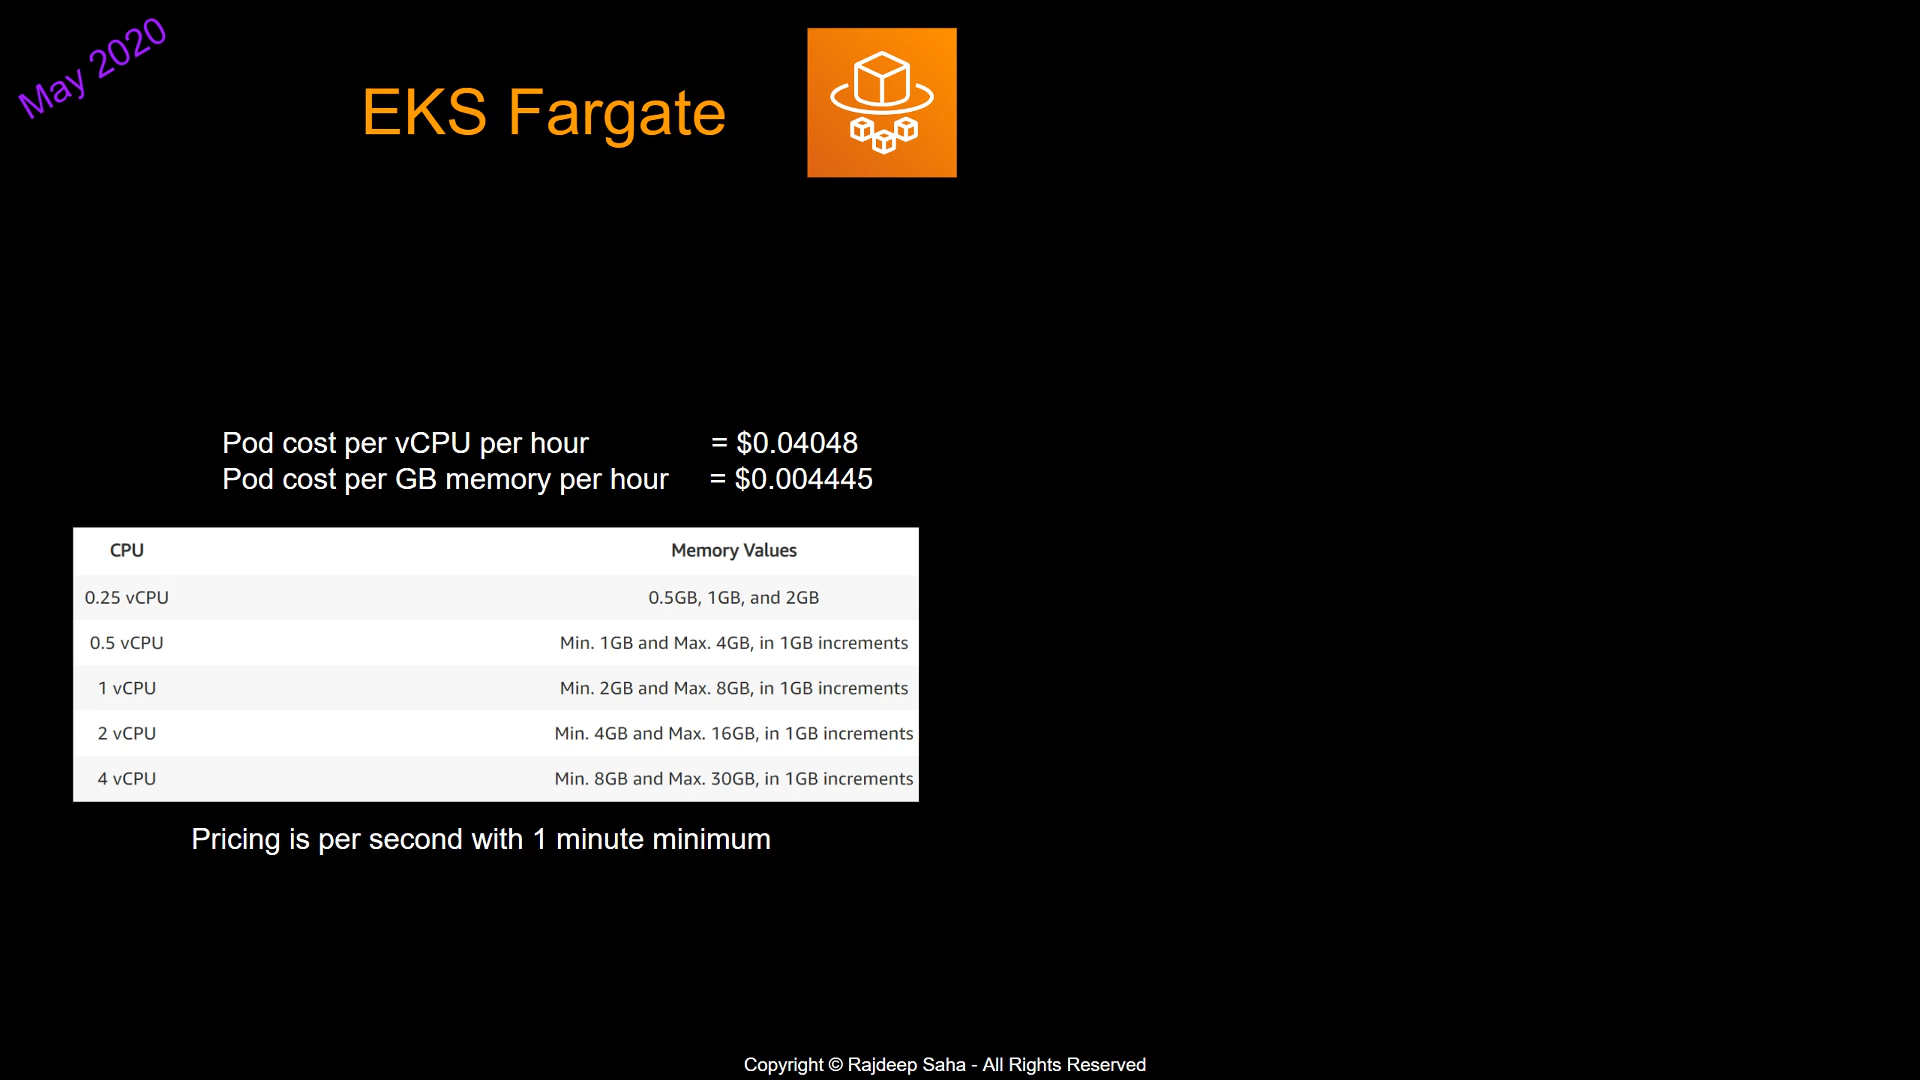 May 2020
EKS Fargate
Pod cost per vCPU per hour = $0.04048
Pod cost per GB memory per hour = $0.004445
CPU Memory Values
0.25 vCPU 0.5GB, 1GB, and 2GB
0.5 vCPU Min. 1GB and Max. 4GB, in 1GB increments
1 vCPU Min. 2GB and Max. 8GB, in 1GB increments
2 vCPU Min. 4GB and Max. 16GB, in 1GB increments
4 vCPU Min. 8GB and Max. 30GB, in 1GB increments
Pricing is per second with 1 minute minimum
Copyright © Rajdeep Saha - All Rights Reserved